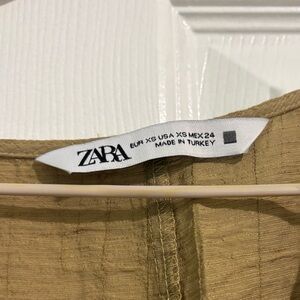 ZARA
EUR XS USA XS MEX 24
MADE IN TURKEY